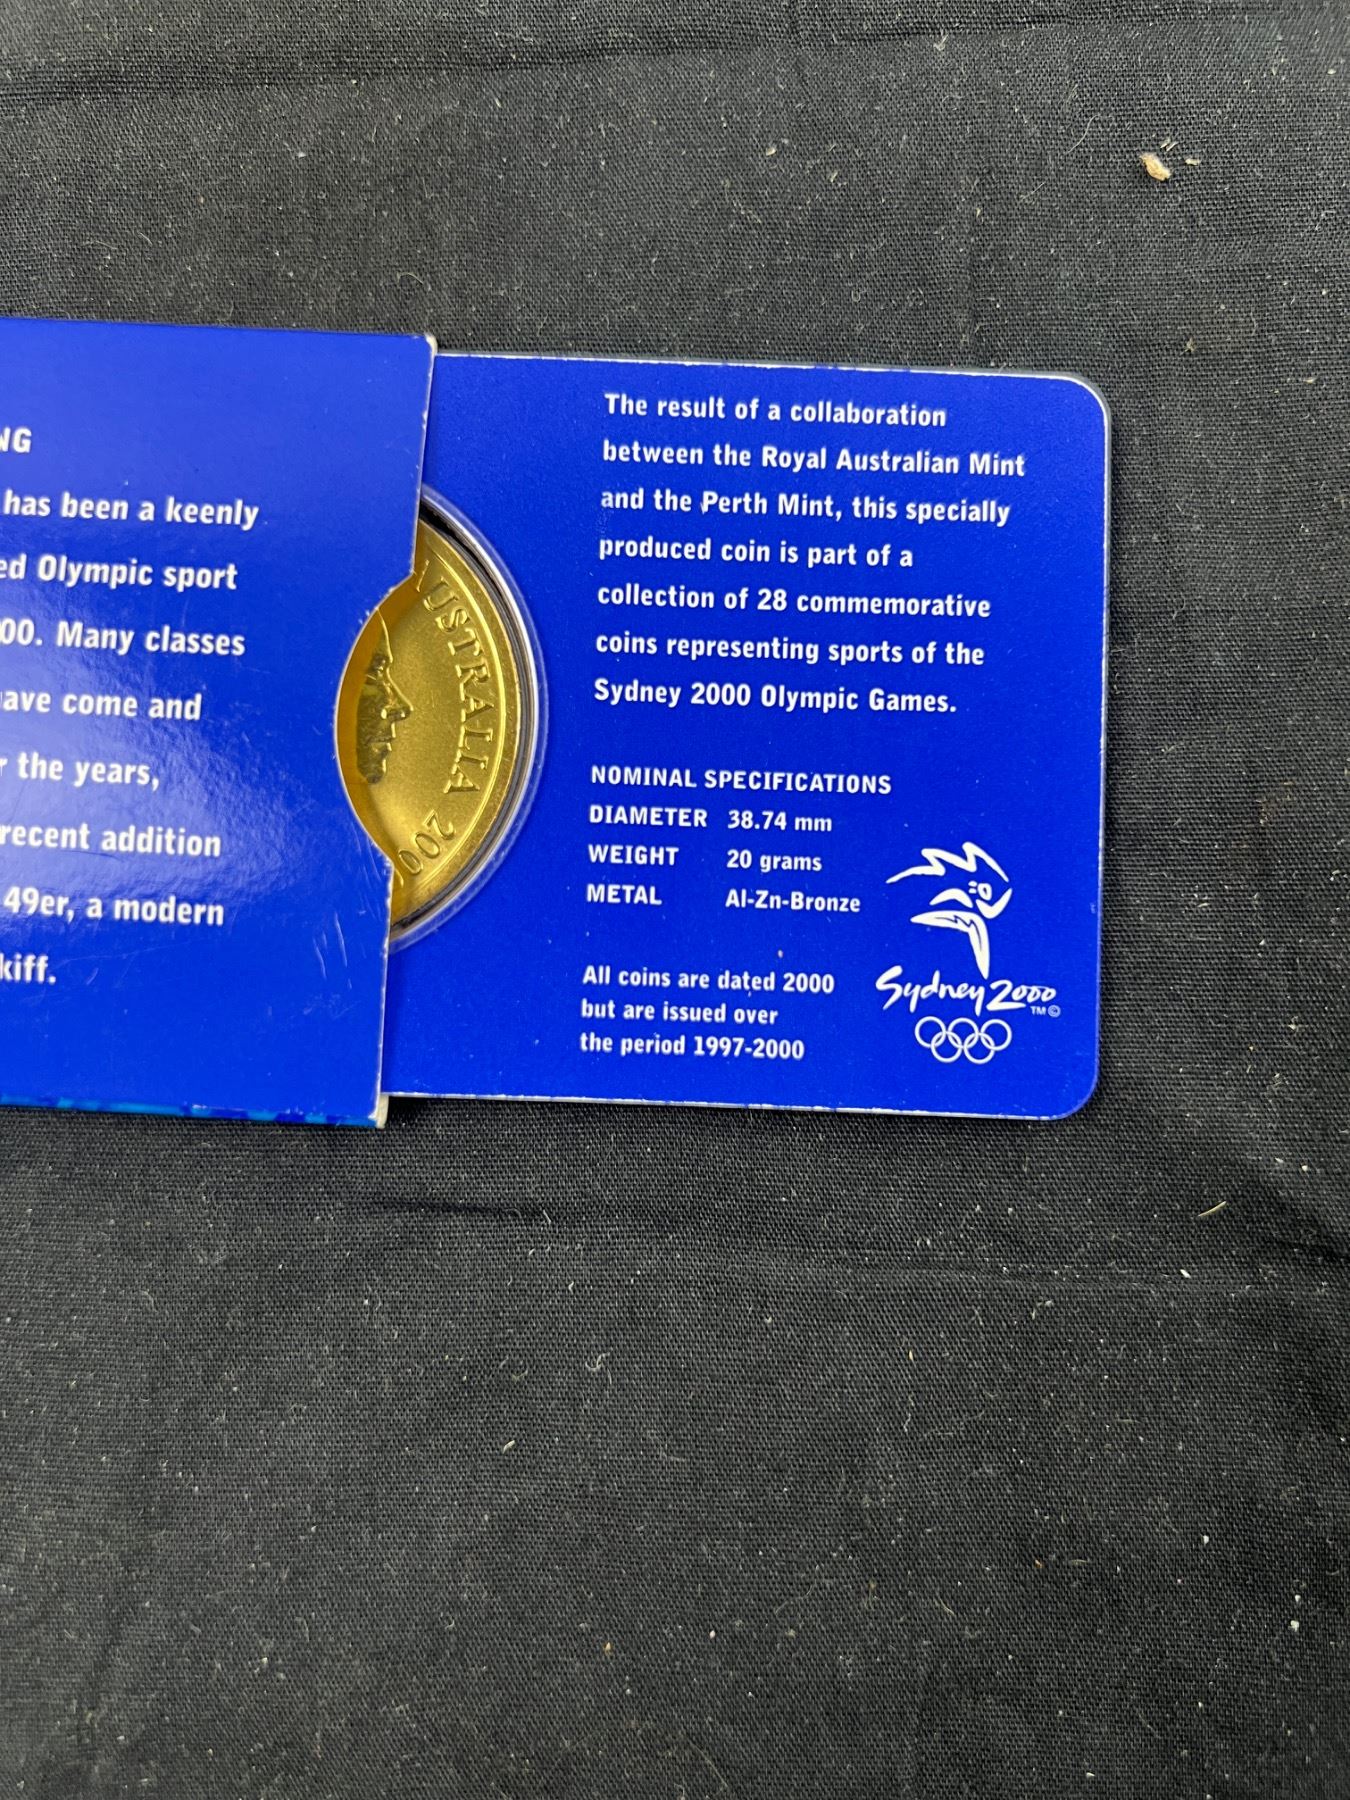 NG
has been a keenly
ed Olympic sport
00. Many classes
ave come and
r the years,
recent addition
49er, a modern
kiff.
USTRALIA 200
The result of a collaboration
between the Royal Australian Mint
and the Perth Mint, this specially
produced coin is part of a
collection of 28 commemorative
coins representing sports of the
Sydney 2000 Olympic Games.
NOMINAL SPECIFICATIONS
DIAMETER 38.74 mm
WEIGHT 20 grams
METAL Al-Zn-Bronze
All coins are dated 2000
but are issued over
the period 1997-2000
Sydney 2000
TM ©